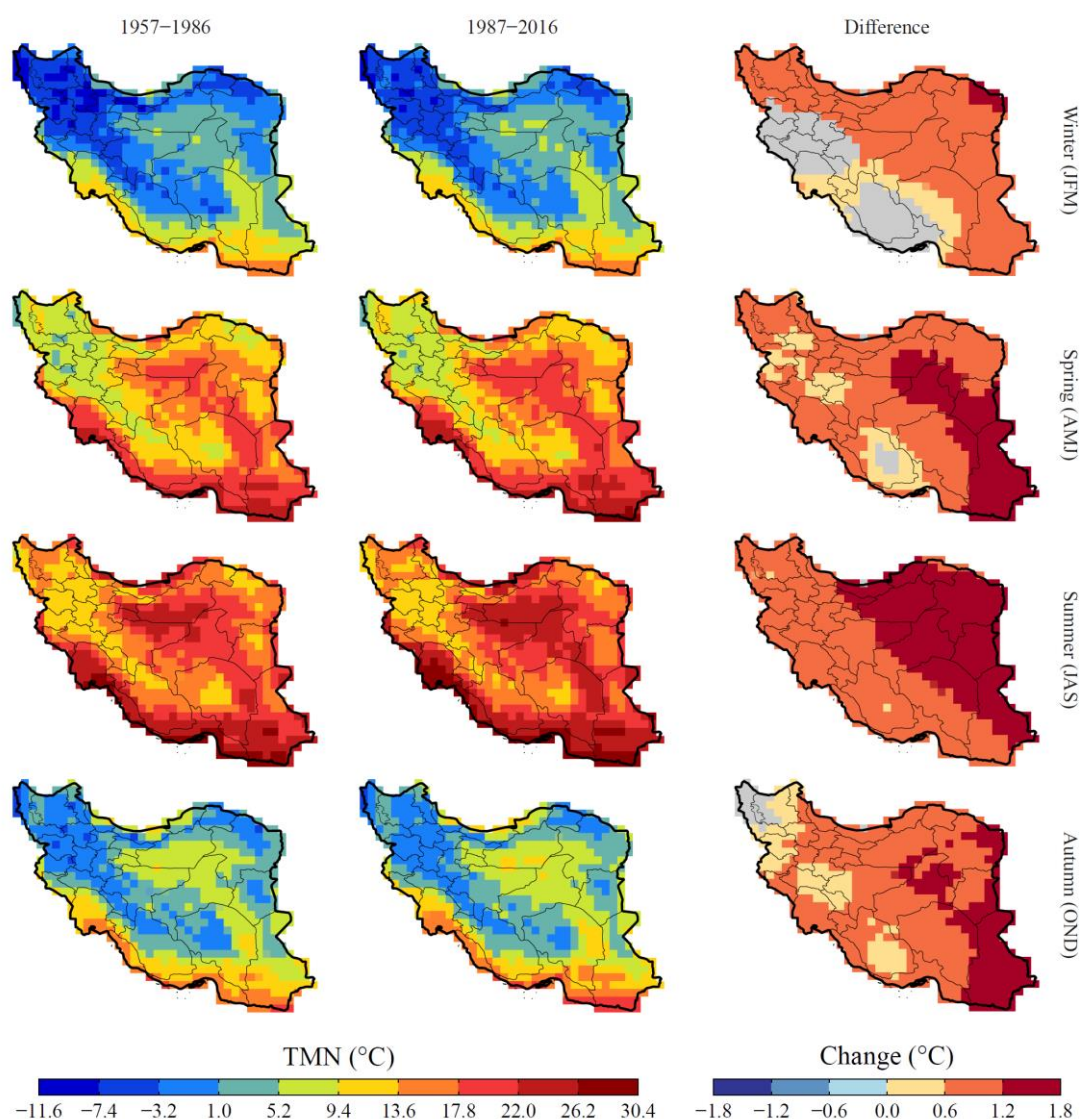 1957−1986 1987−2016 Difference
Winter (JFM)
Spring (AMJ)
Summer (JAS)
Autumn (OND)
TMN (°C) Change (°C)
−11.6 −7.4 −3.2 1.0 5.2 9.4 13.6 17.8 22.0 26.2 30.4 −1.8 −1.2 −0.6 0.0 0.6 1.2 1.8